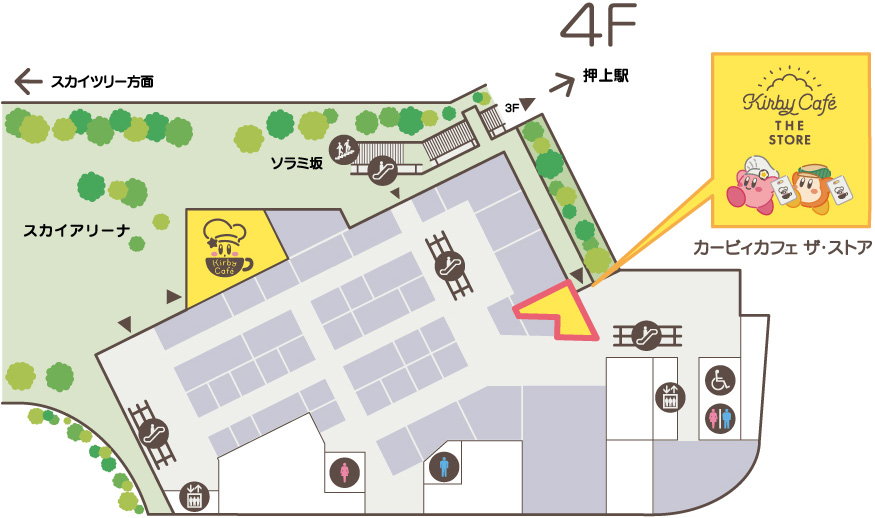 4F
スカイツリー方面
押上駅
3F
Kirby Café
THE
STORE
ソラミ坂
スカイアリーナ
カービィカフェ ザ・ストア
Kirby
Café